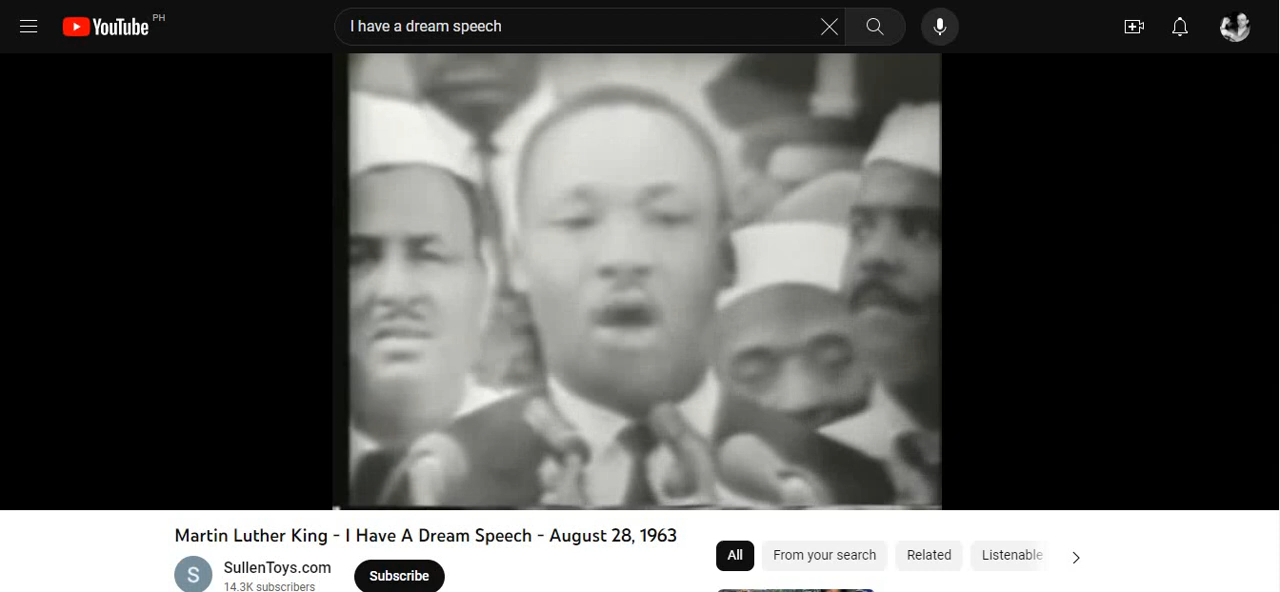 YouTube PH
I have a dream speech
Martin Luther King - I Have A Dream Speech - August 28, 1963
S
SullenToys.com
14.3K subscribers
Subscribe
All
From your search
Related
Listenable